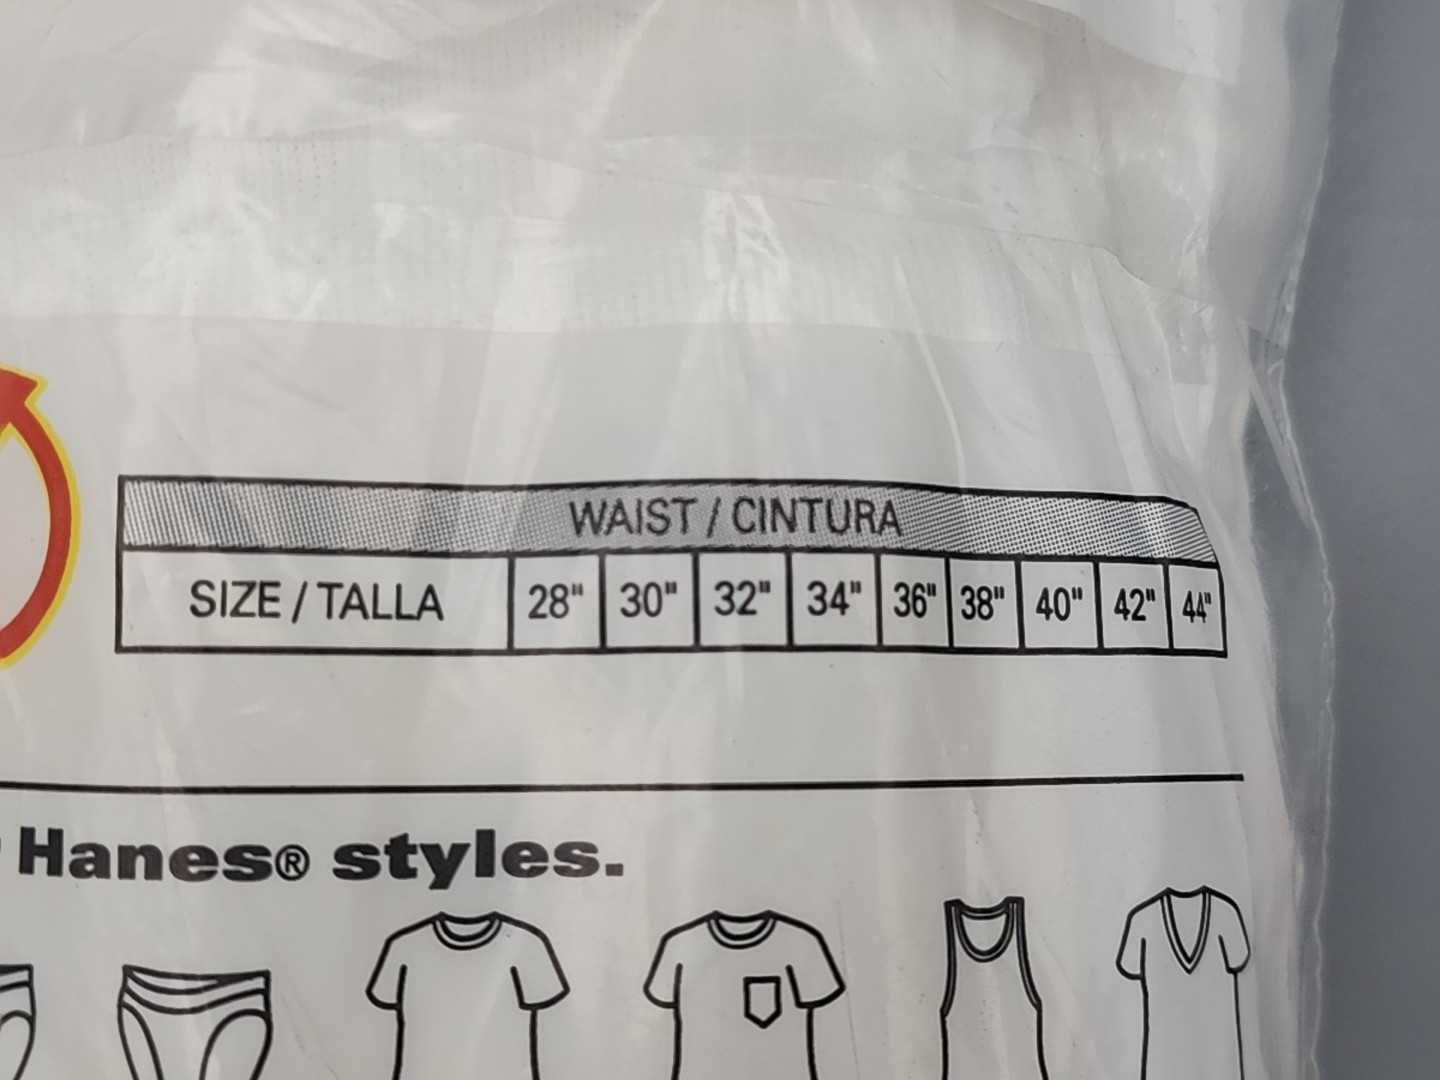 WAIST / CINTURA
SIZE / TALLA 28" 30" 32" 34" 36" 38" 40" 42" 44"
Hanes® styles.